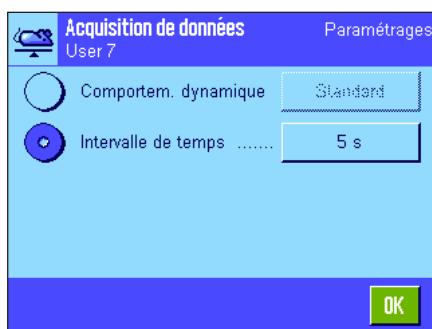 Acquisition de données Paramétrages
User 7
Comportem. dynamique Standard
Intervalle de temps ....... 5 s
OK